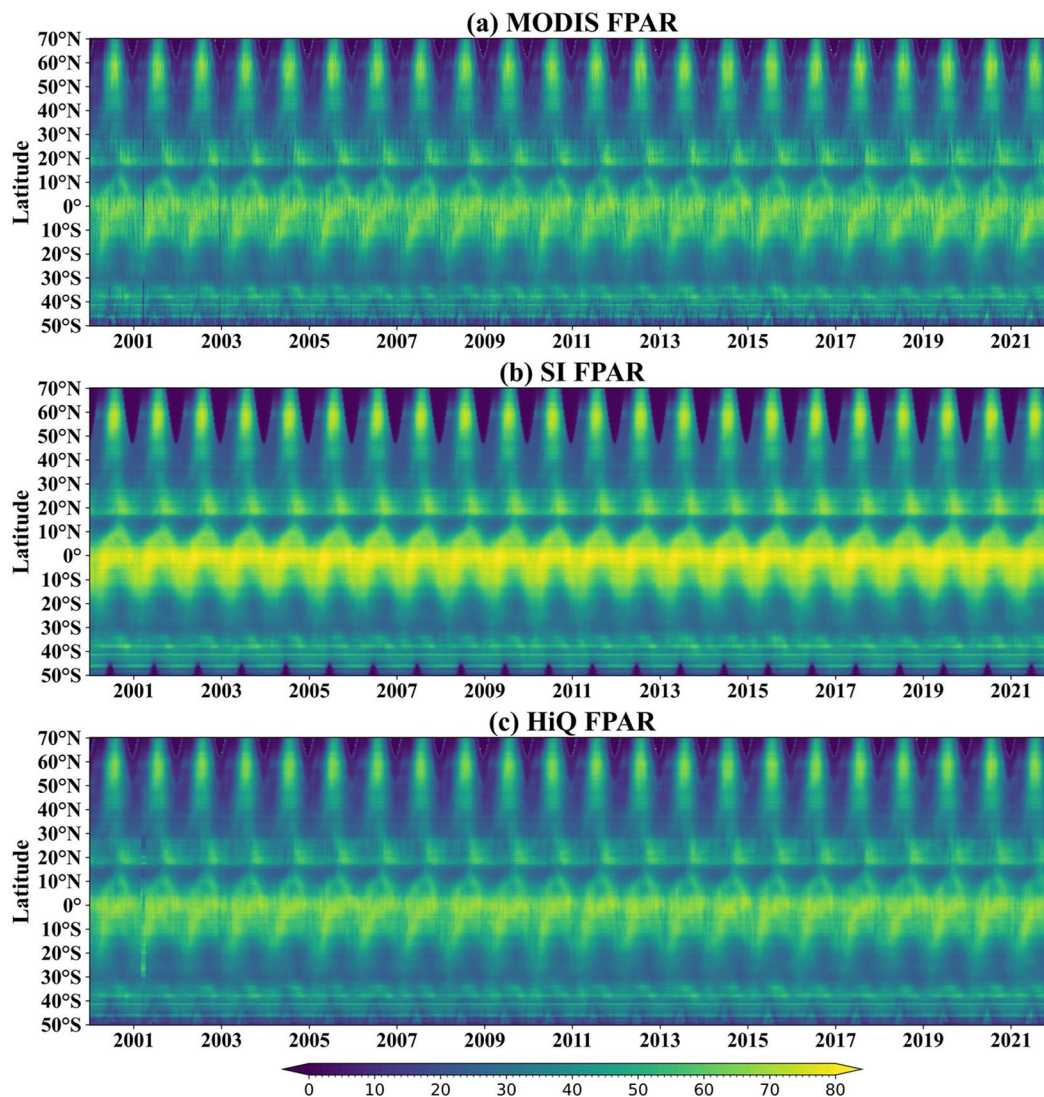 (a) MODIS FPAR
70°N
60°N
50°N
40°N
30°N
20°N
10°N
0°
10°S
20°S
30°S
40°S
50°S
Latitude
2001 2003 2005 2007 2009 2011 2013 2015 2017 2019 2021
(b) SI FPAR
70°N
60°N
50°N
40°N
30°N
20°N
10°N
0°
10°S
20°S
30°S
40°S
50°S
Latitude
2001 2003 2005 2007 2009 2011 2013 2015 2017 2019 2021
(c) HiQ FPAR
70°N
60°N
50°N
40°N
30°N
20°N
10°N
0°
10°S
20°S
30°S
40°S
50°S
Latitude
2001 2003 2005 2007 2009 2011 2013 2015 2017 2019 2021
0 10 20 30 40 50 60 70 80